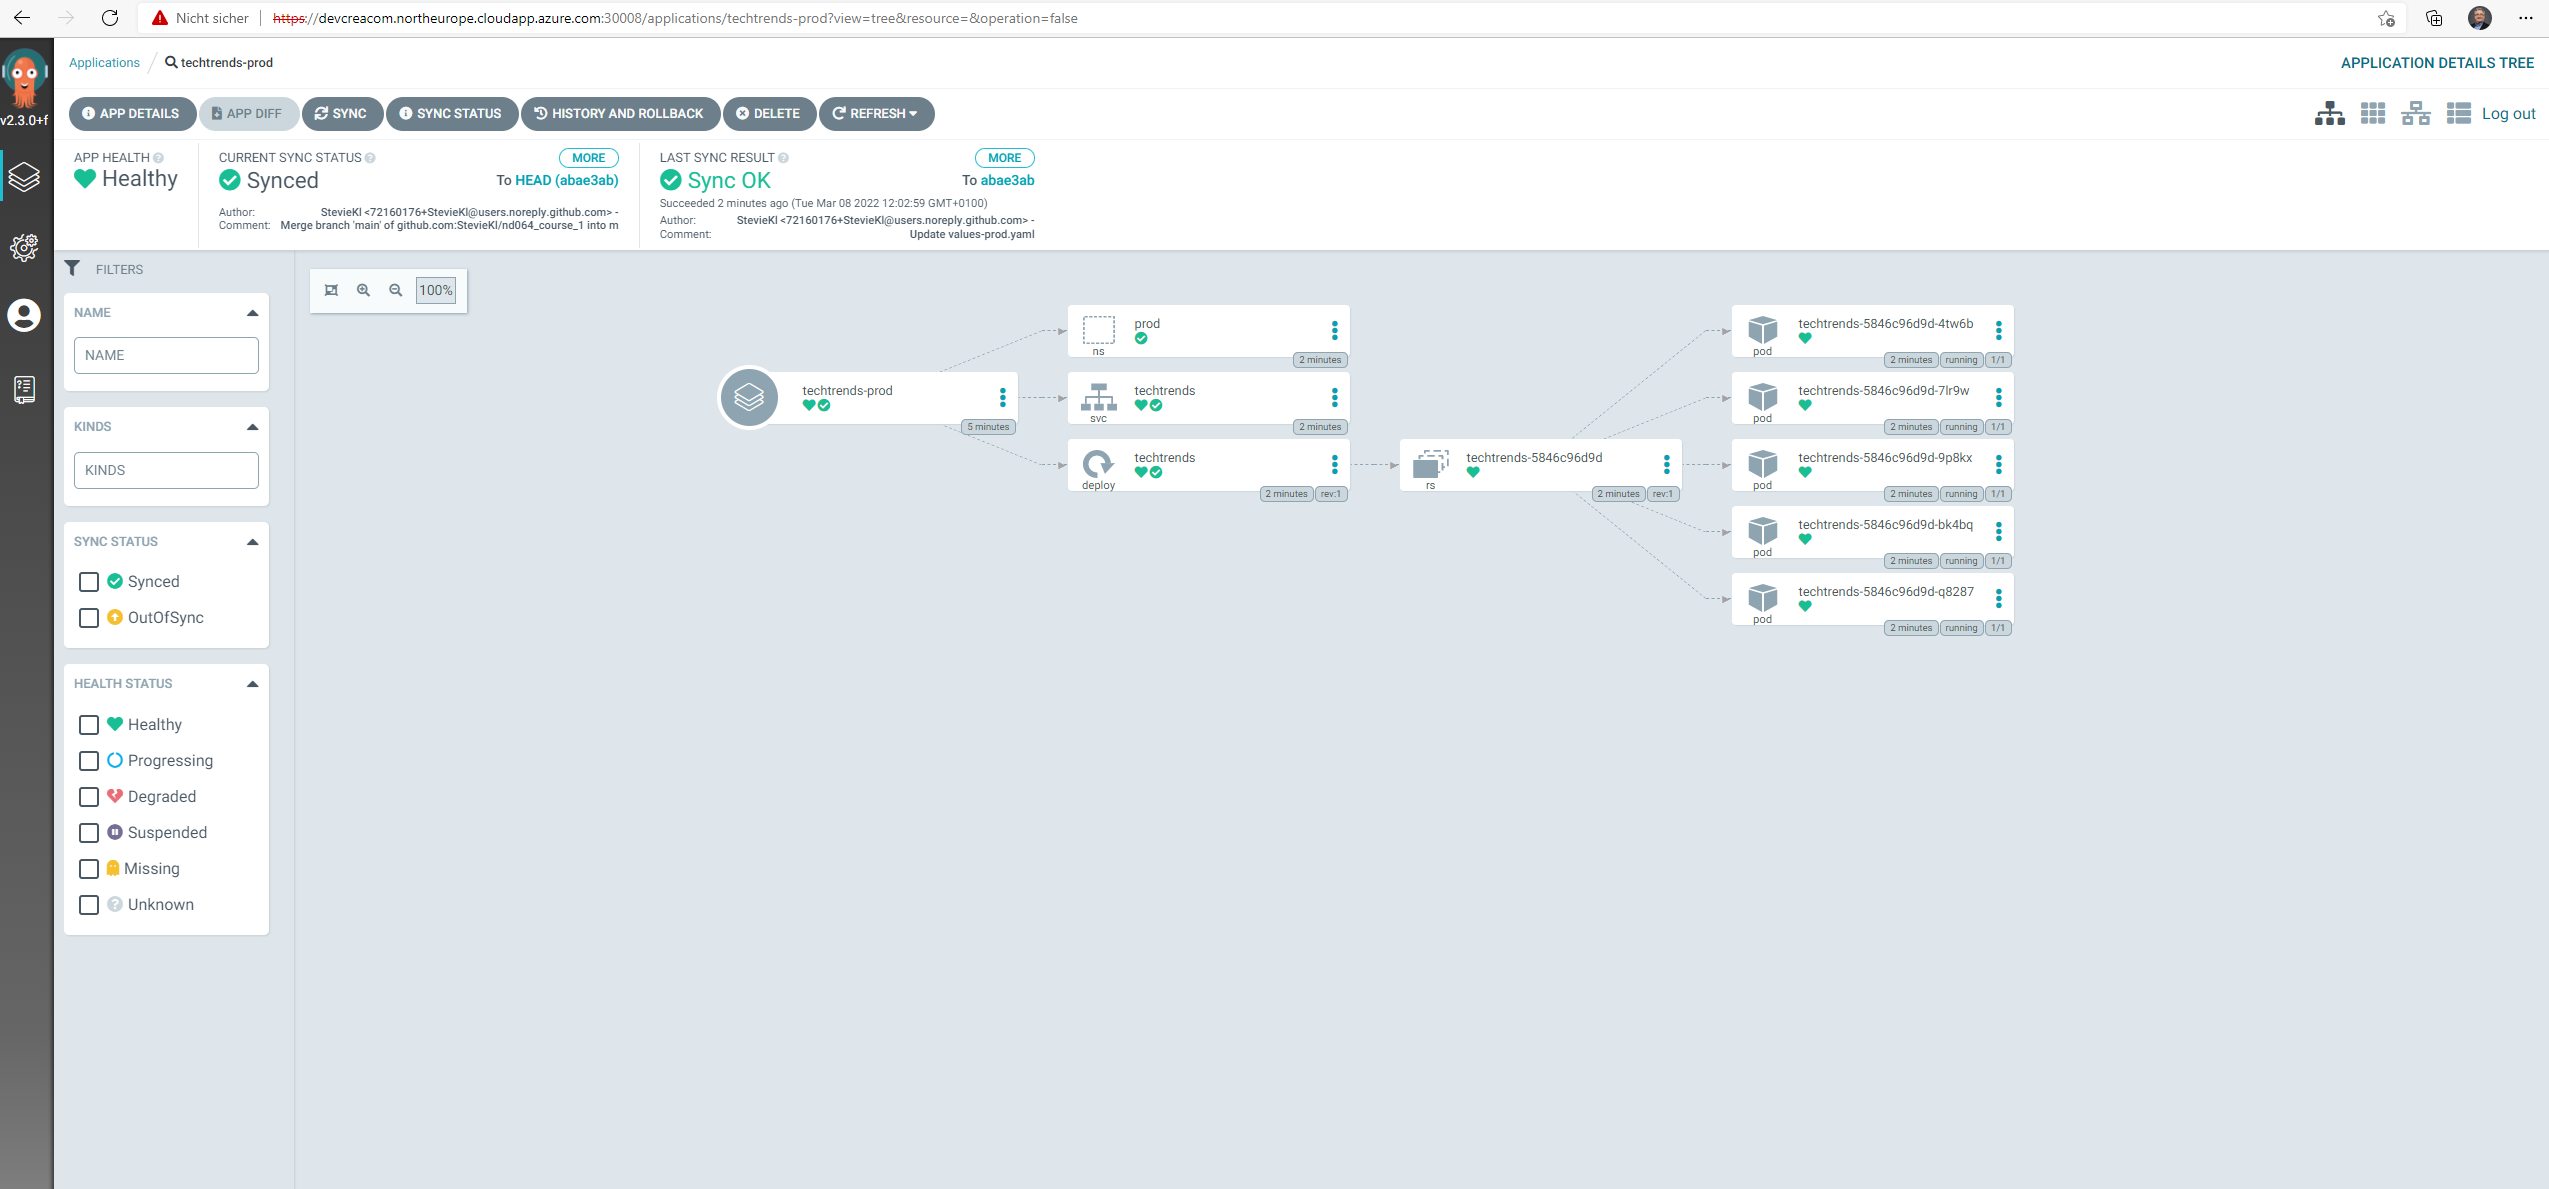 Nicht sicher | https://devcreacom.northeurope.cloudapp.azure.com:30008/applications/techtrends-prod?view=tree&resource=&operation=false
v2.3.0+f
Applications / techtrends-prod
APPLICATION DETAILS TREE
APP DETAILS APP DIFF SYNC SYNC STATUS HISTORY AND ROLLBACK DELETE REFRESH
Log out
APP HEALTH
Healthy
CURRENT SYNC STATUS MORE
Synced To HEAD (abae3ab)
Author: StevieKl <72160176+StevieKl@users.noreply.github.com> -
Comment: Merge branch 'main' of github.com:StevieKl/nd064_course_1 into m
LAST SYNC RESULT MORE
Sync OK To abae3ab
Succeeded 2 minutes ago (Tue Mar 08 2022 12:02:59 GMT+0100)
Author: StevieKl <72160176+StevieKl@users.noreply.github.com> -
Comment: Update values-prod.yaml
FILTERS
NAME
NAME
KINDS
KINDS
SYNC STATUS
Synced
OutOfSync
HEALTH STATUS
Healthy
Progressing
Degraded
Suspended
Missing
Unknown
100%
techtrends-prod
5 minutes
prod
ns
2 minutes
techtrends
svc
2 minutes
techtrends
deploy
2 minutes rev:1
techtrends-5846c96d9d
rs
2 minutes rev:1
techtrends-5846c96d9d-4tw6b
pod
2 minutes running 1/1
techtrends-5846c96d9d-7lr9w
pod
2 minutes running 1/1
techtrends-5846c96d9d-9p8kx
pod
2 minutes running 1/1
techtrends-5846c96d9d-bk4bq
pod
2 minutes running 1/1
techtrends-5846c96d9d-q8287
pod
2 minutes running 1/1